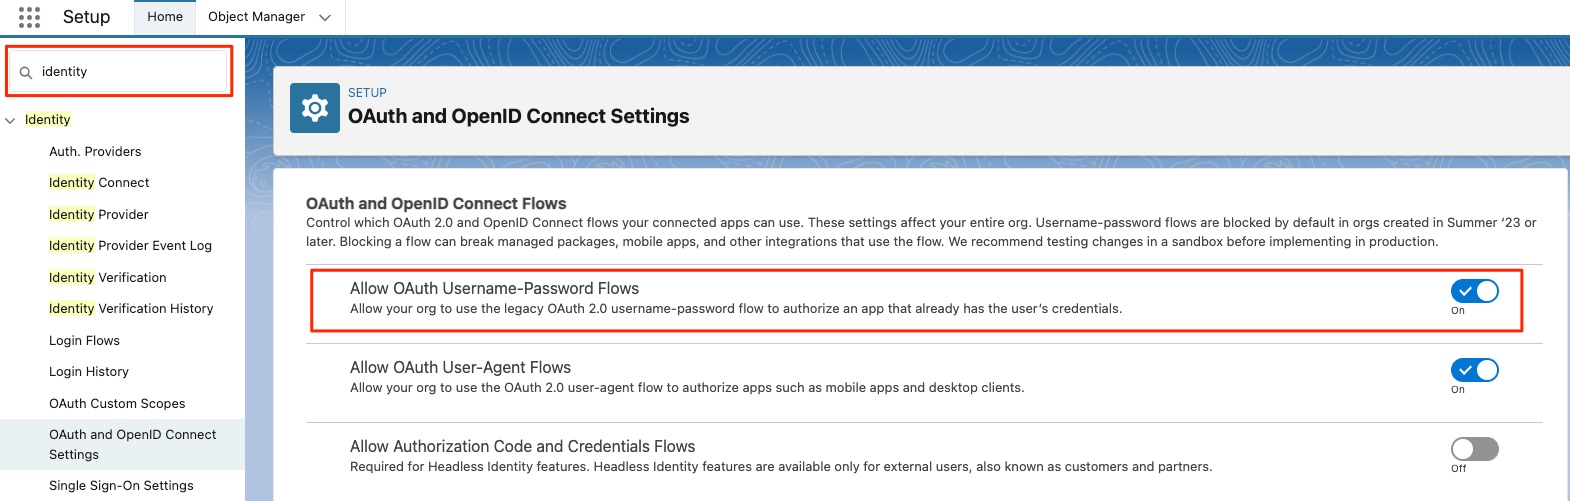 Setup
Home
Object Manager
identity
Identity
Auth. Providers
Identity Connect
Identity Provider
Identity Provider Event Log
Identity Verification
Identity Verification History
Login Flows
Login History
OAuth Custom Scopes
OAuth and OpenID Connect
Settings
Single Sign-On Settings
SETUP
OAuth and OpenID Connect Settings
OAuth and OpenID Connect Flows
Control which OAuth 2.0 and OpenID Connect flows your connected apps can use. These settings affect your entire org. Username-password flows are blocked by default in orgs created in Summer ‘23 or
later. Blocking a flow can break managed packages, mobile apps, and other integrations that use the flow. We recommend testing changes in a sandbox before implementing in production.
Allow OAuth Username-Password Flows
Allow your org to use the legacy OAuth 2.0 username-password flow to authorize an app that already has the user’s credentials.
On
Allow OAuth User-Agent Flows
Allow your org to use the OAuth 2.0 user-agent flow to authorize apps such as mobile apps and desktop clients.
On
Allow Authorization Code and Credentials Flows
Required for Headless Identity features. Headless Identity features are available only for external users, also known as customers and partners.
Off